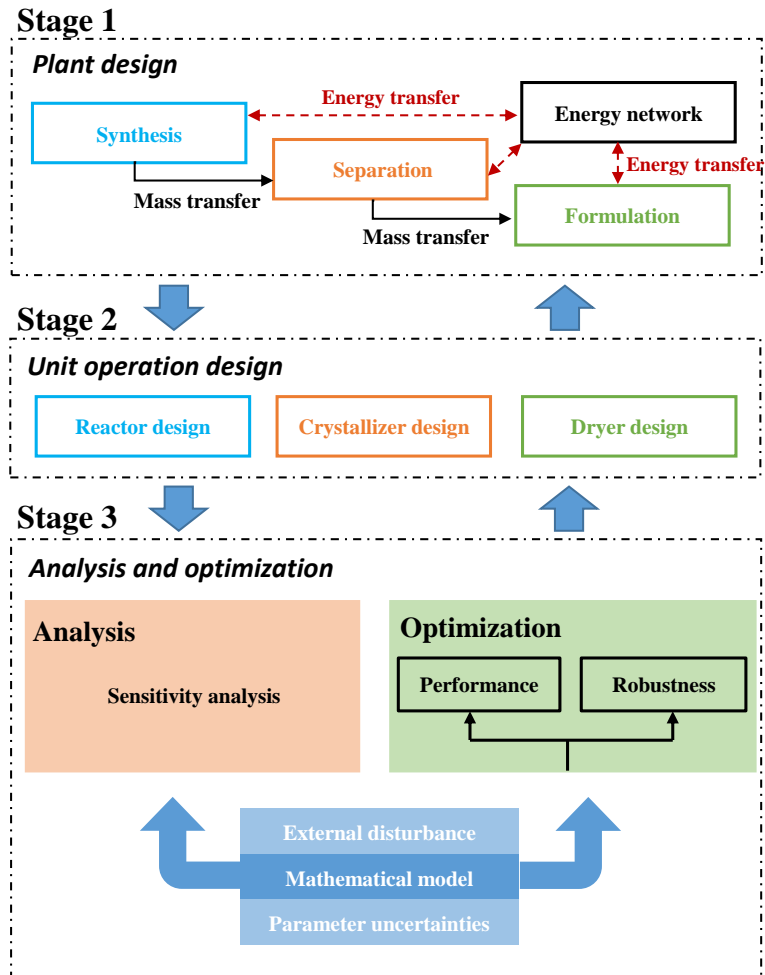 Stage 1
Plant design
Energy transfer
Synthesis
Energy network
Separation
Energy transfer
Mass transfer
Formulation
Mass transfer
Stage 2
Unit operation design
Reactor design
Crystallizer design
Dryer design
Stage 3
Analysis and optimization
Analysis
Sensitivity analysis
Optimization
Performance
Robustness
External disturbance
Mathematical model
Parameter uncertainties